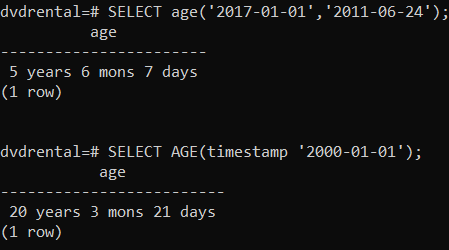 dvdrental=# SELECT age('2017-01-01','2011-06-24');
age
-----------------------
5 years 6 mons 7 days
(1 row)
dvdrental=# SELECT AGE(timestamp '2000-01-01');
age
-------------------------
20 years 3 mons 21 days
(1 row)